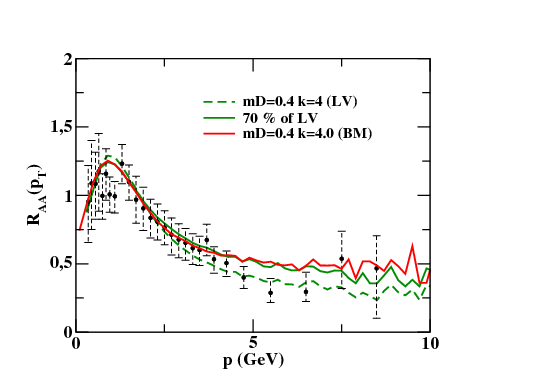 2
1,5
1
0,5
0
R_AA(p_T)
mD=0.4 k=4 (LV)
70 % of LV
mD=0.4 k=4.0 (BM)
0 5 10
p (GeV)